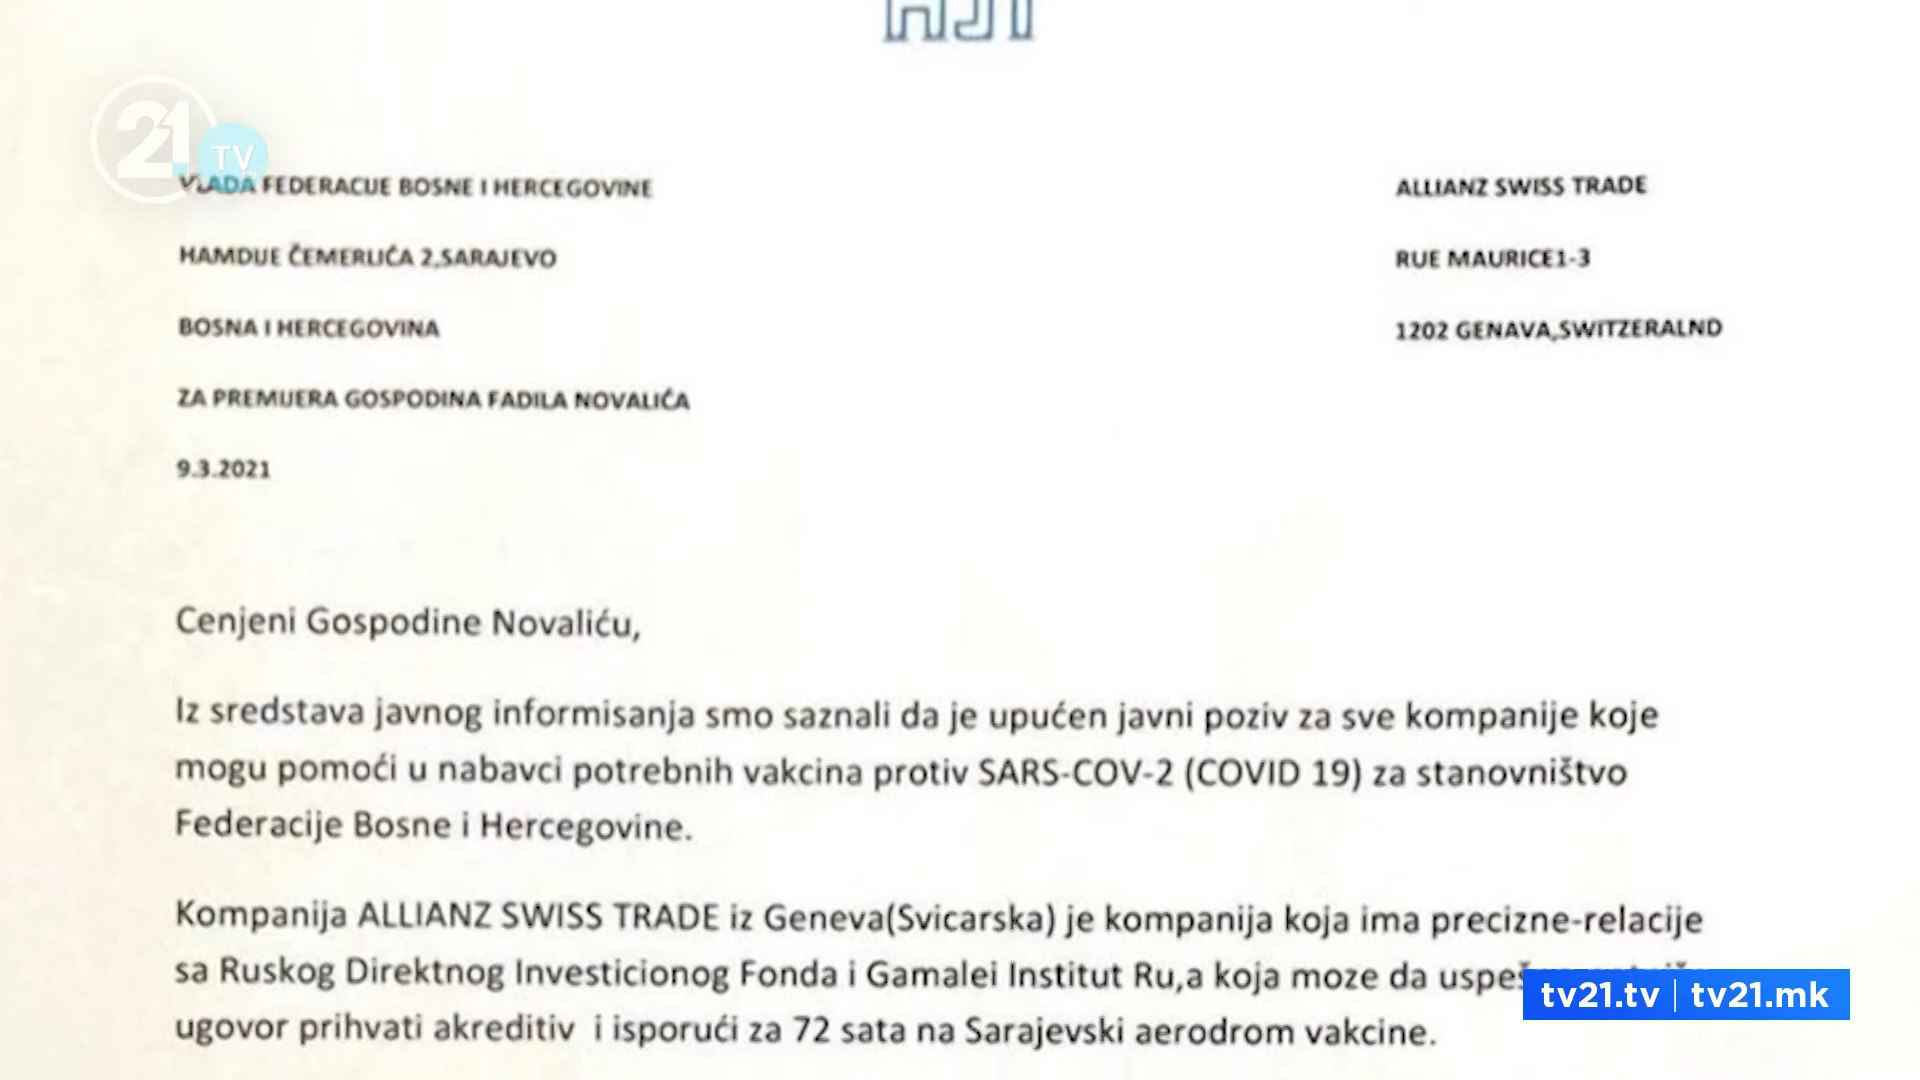 21 TV
VLADA FEDERACIJE BOSNE I HERCEGOVINE
HAMDIJE ČEMERLIĆA 2,SARAJEVO
BOSNA I HERCEGOVINA
ZA PREMIJERA GOSPODINA FADILA NOVALIĆA
9.3.2021
ALLIANZ SWISS TRADE
RUE MAURICE1-3
1202 GENAVA,SWITZERALND
Cenjeni Gospodine Novaliću,
Iz sredstava javnog informisanja smo saznali da je upućen javni poziv za sve kompanije koje
mogu pomoći u nabavci potrebnih vakcina protiv SARS-COV-2 (COVID 19) za stanovništvo
Federacije Bosne i Hercegovine.
Kompanija ALLIANZ SWISS TRADE iz Geneva(Svicarska) je kompanija koja ima precizne-relacije
sa Ruskog Direktnog Investicionog Fonda i Gamalei Institut Ru,a koja moze da
ugovor prihvati akreditiv i isporući za 72 sata na Sarajevski aerodrom vakcine.
tv21.tv | tv21.mk